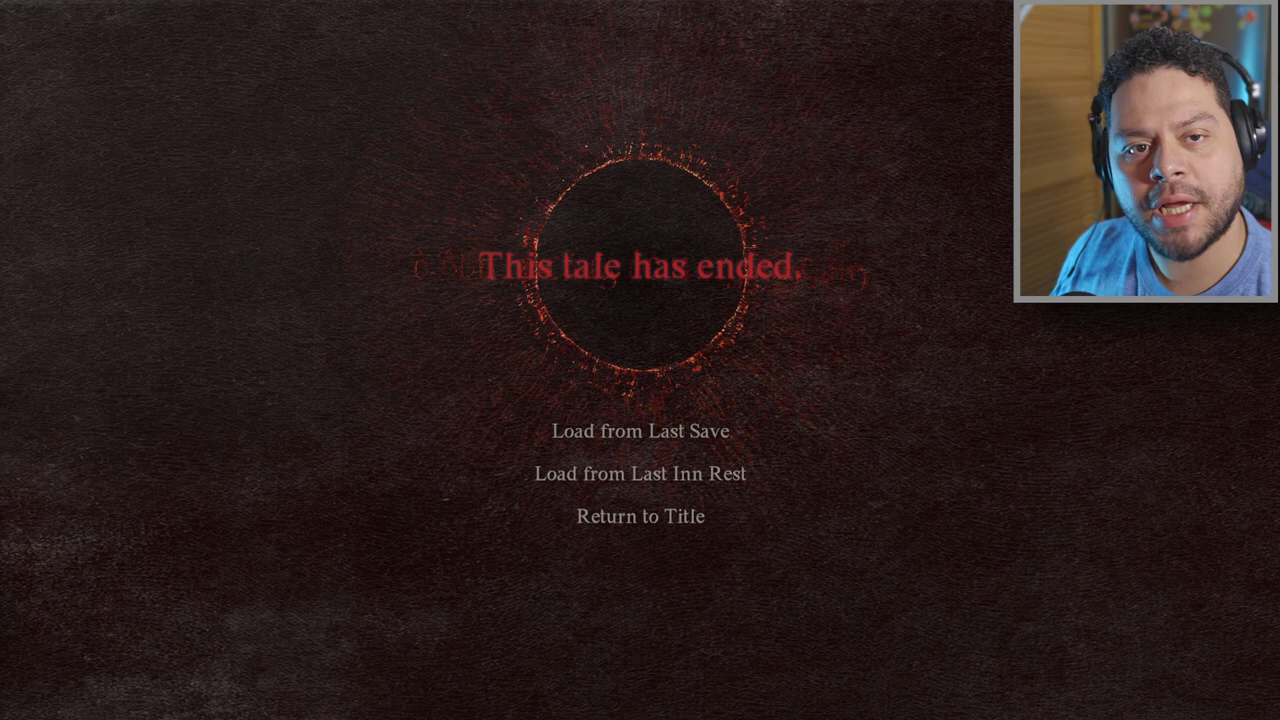 This tale has ended.
Load from Last Save
Load from Last Inn Rest
Return to Title